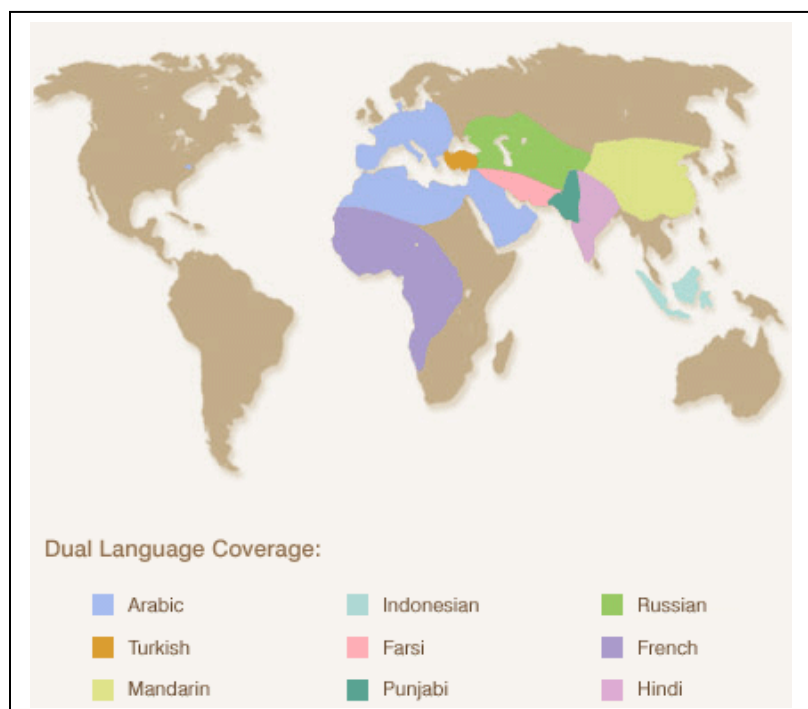 Dual Language Coverage:
Arabic Indonesian Russian
Turkish Farsi French
Mandarin Punjabi Hindi